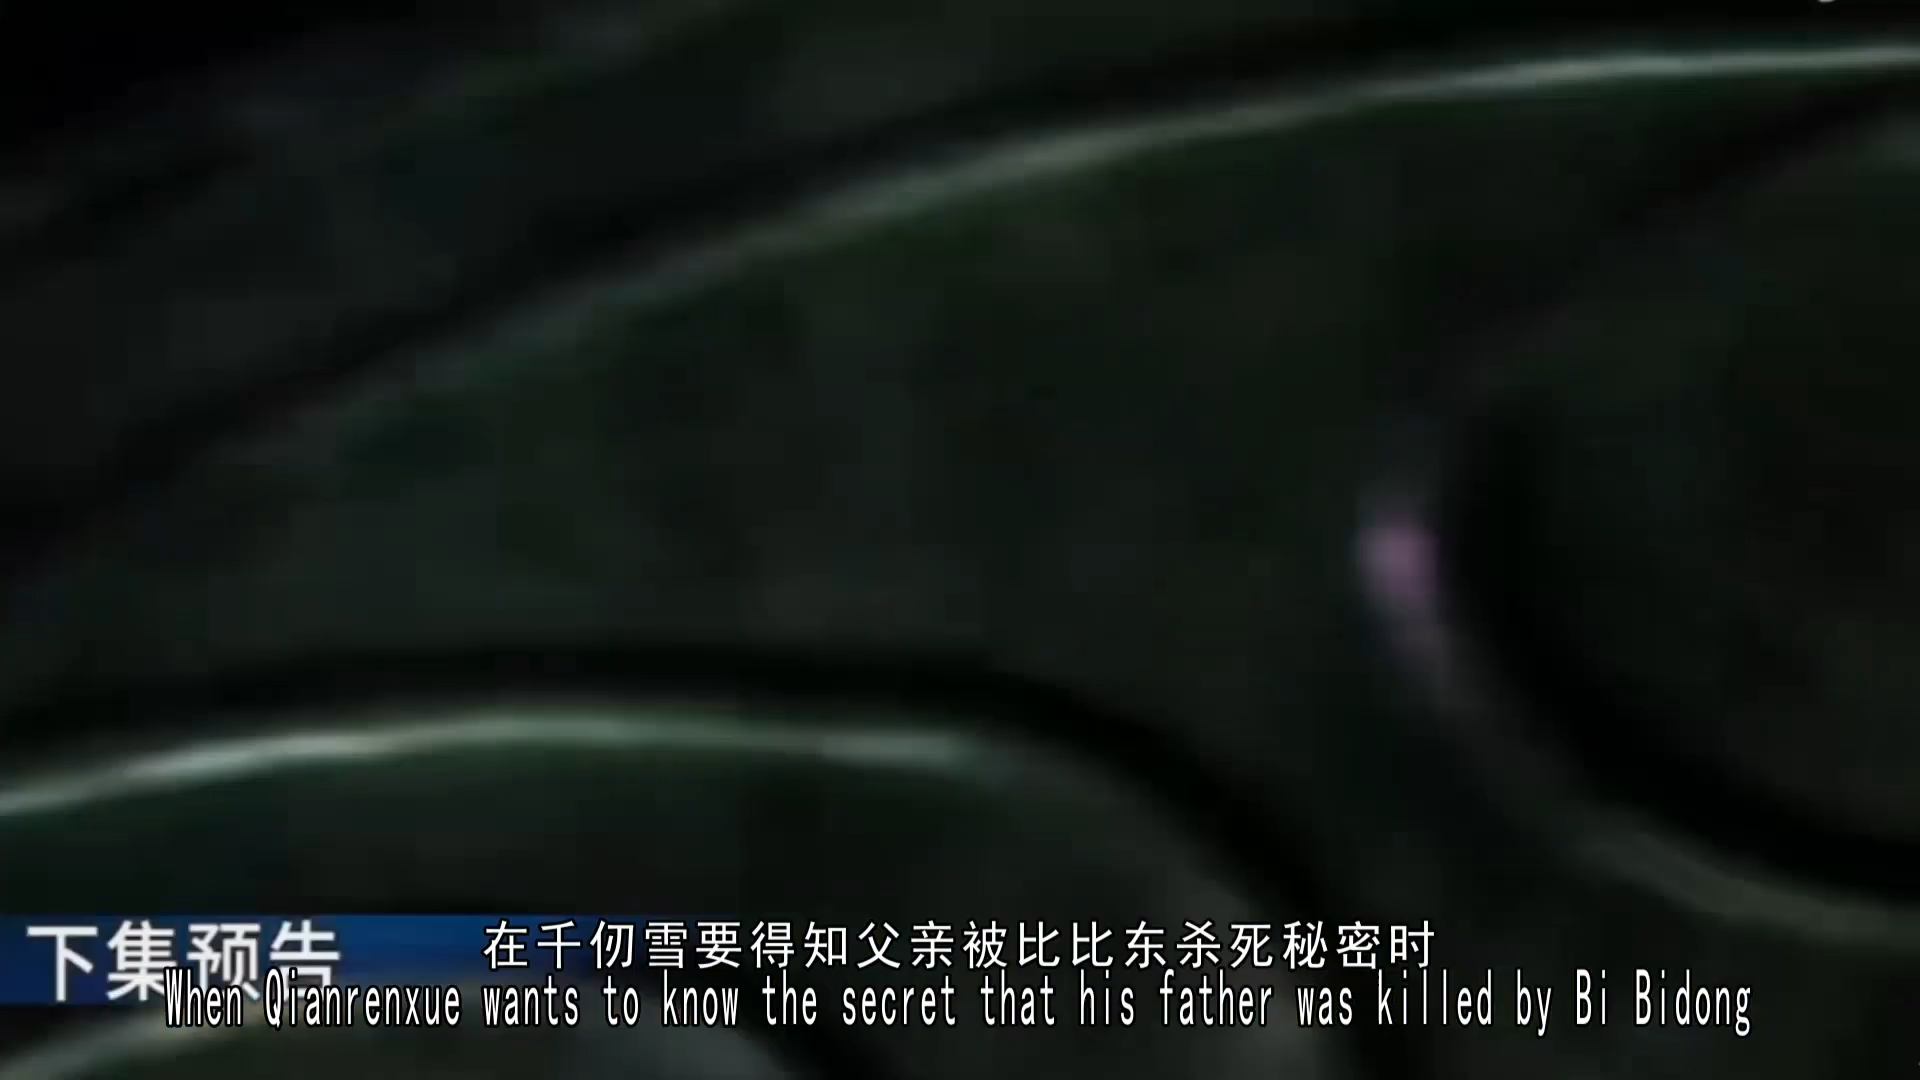 下集预告
在千仞雪要得知父亲被比比东杀死秘密时
When Qianrenxue wants to know the secret that his father was killed by Bi Bidong